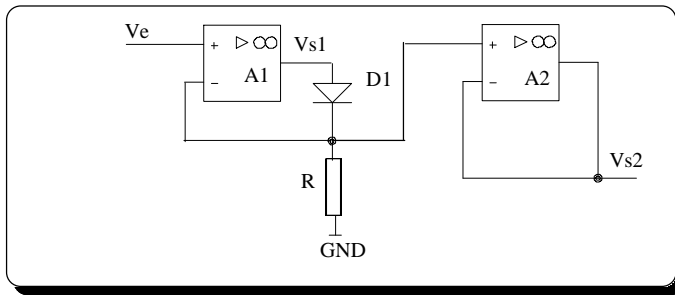 Ve
+
▷ ∞
Vs1
A1
−
D1
+
▷ ∞
A2
−
Vs2
R
GND